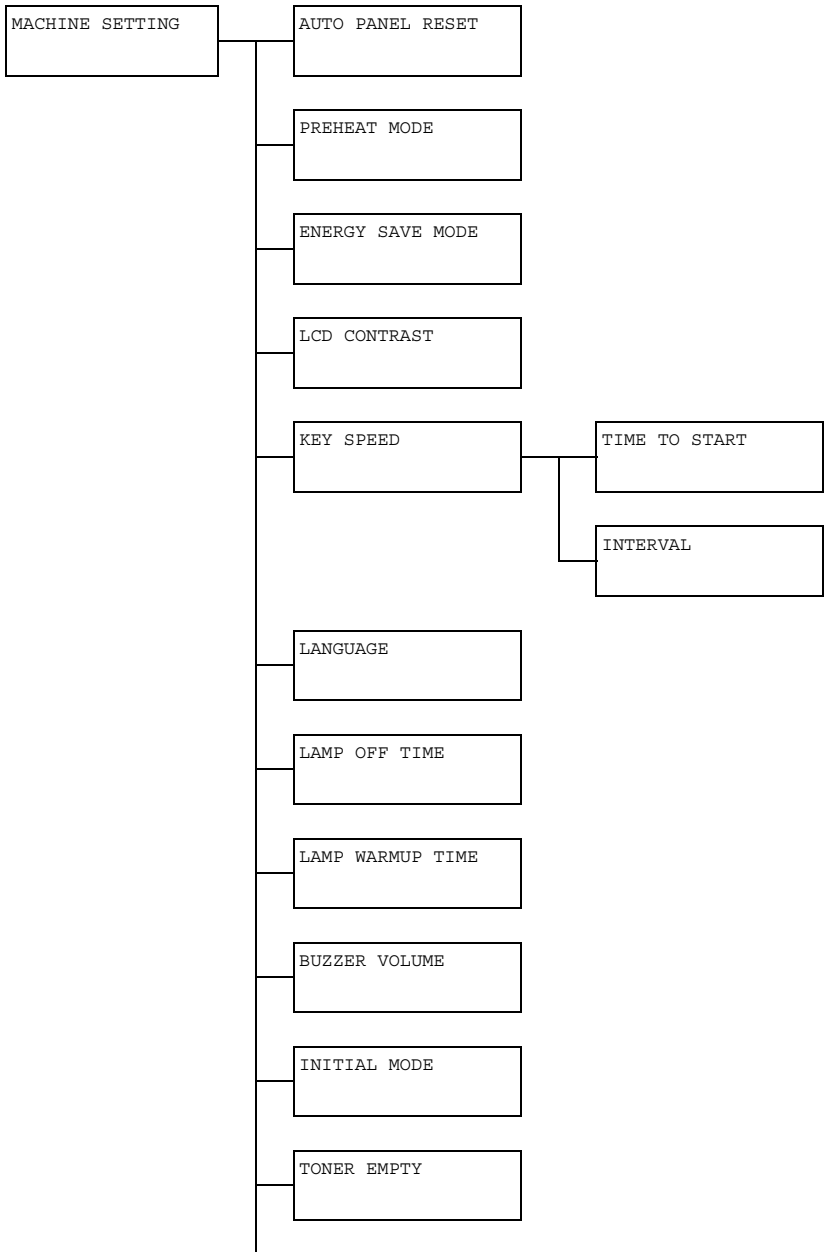 MACHINE SETTING
AUTO PANEL RESET
PREHEAT MODE
ENERGY SAVE MODE
LCD CONTRAST
KEY SPEED
TIME TO START
INTERVAL
LANGUAGE
LAMP OFF TIME
LAMP WARMUP TIME
BUZZER VOLUME
INITIAL MODE
TONER EMPTY